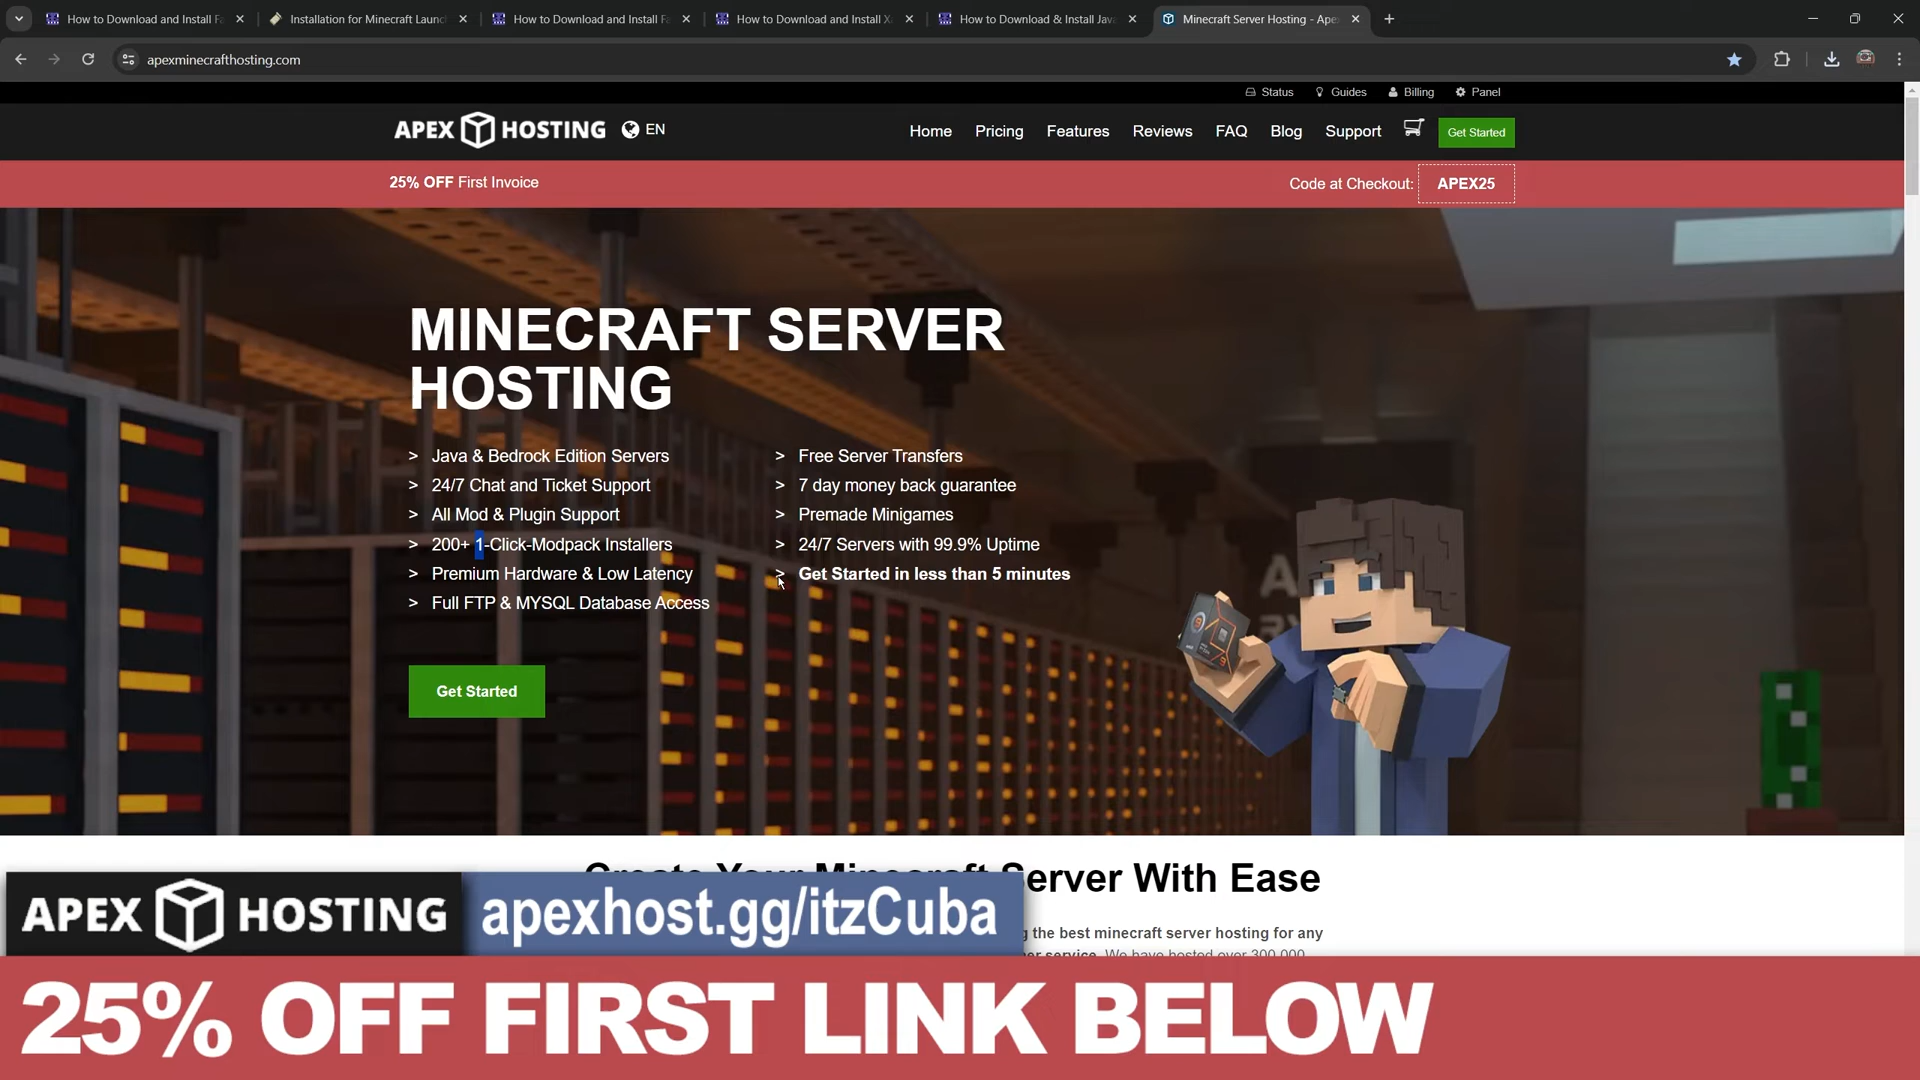 How to Download and Install Fa
Installation for Minecraft Launc
How to Download and Install Fa
How to Download and Install X
How to Download & Install Java
Minecraft Server Hosting - Ape
apexminecrafthosting.com
Status
Guides
Billing
Panel
APEX HOSTING
EN
Home
Pricing
Features
Reviews
FAQ
Blog
Support
Get Started
25% OFF First Invoice
Code at Checkout:
APEX25
MINECRAFT SERVER
HOSTING
> Java & Bedrock Edition Servers
> 24/7 Chat and Ticket Support
> All Mod & Plugin Support
> 200+ 1-Click-Modpack Installers
> Premium Hardware & Low Latency
> Full FTP & MYSQL Database Access
> Free Server Transfers
> 7 day money back guarantee
> Premade Minigames
> 24/7 Servers with 99.9% Uptime
> Get Started in less than 5 minutes
Get Started
Create Your Minecraft Server With Ease
the best minecraft server hosting for any
service. We have hosted over 300,000
APEX HOSTING
apexhost.gg/itzCuba
25% OFF FIRST LINK BELOW